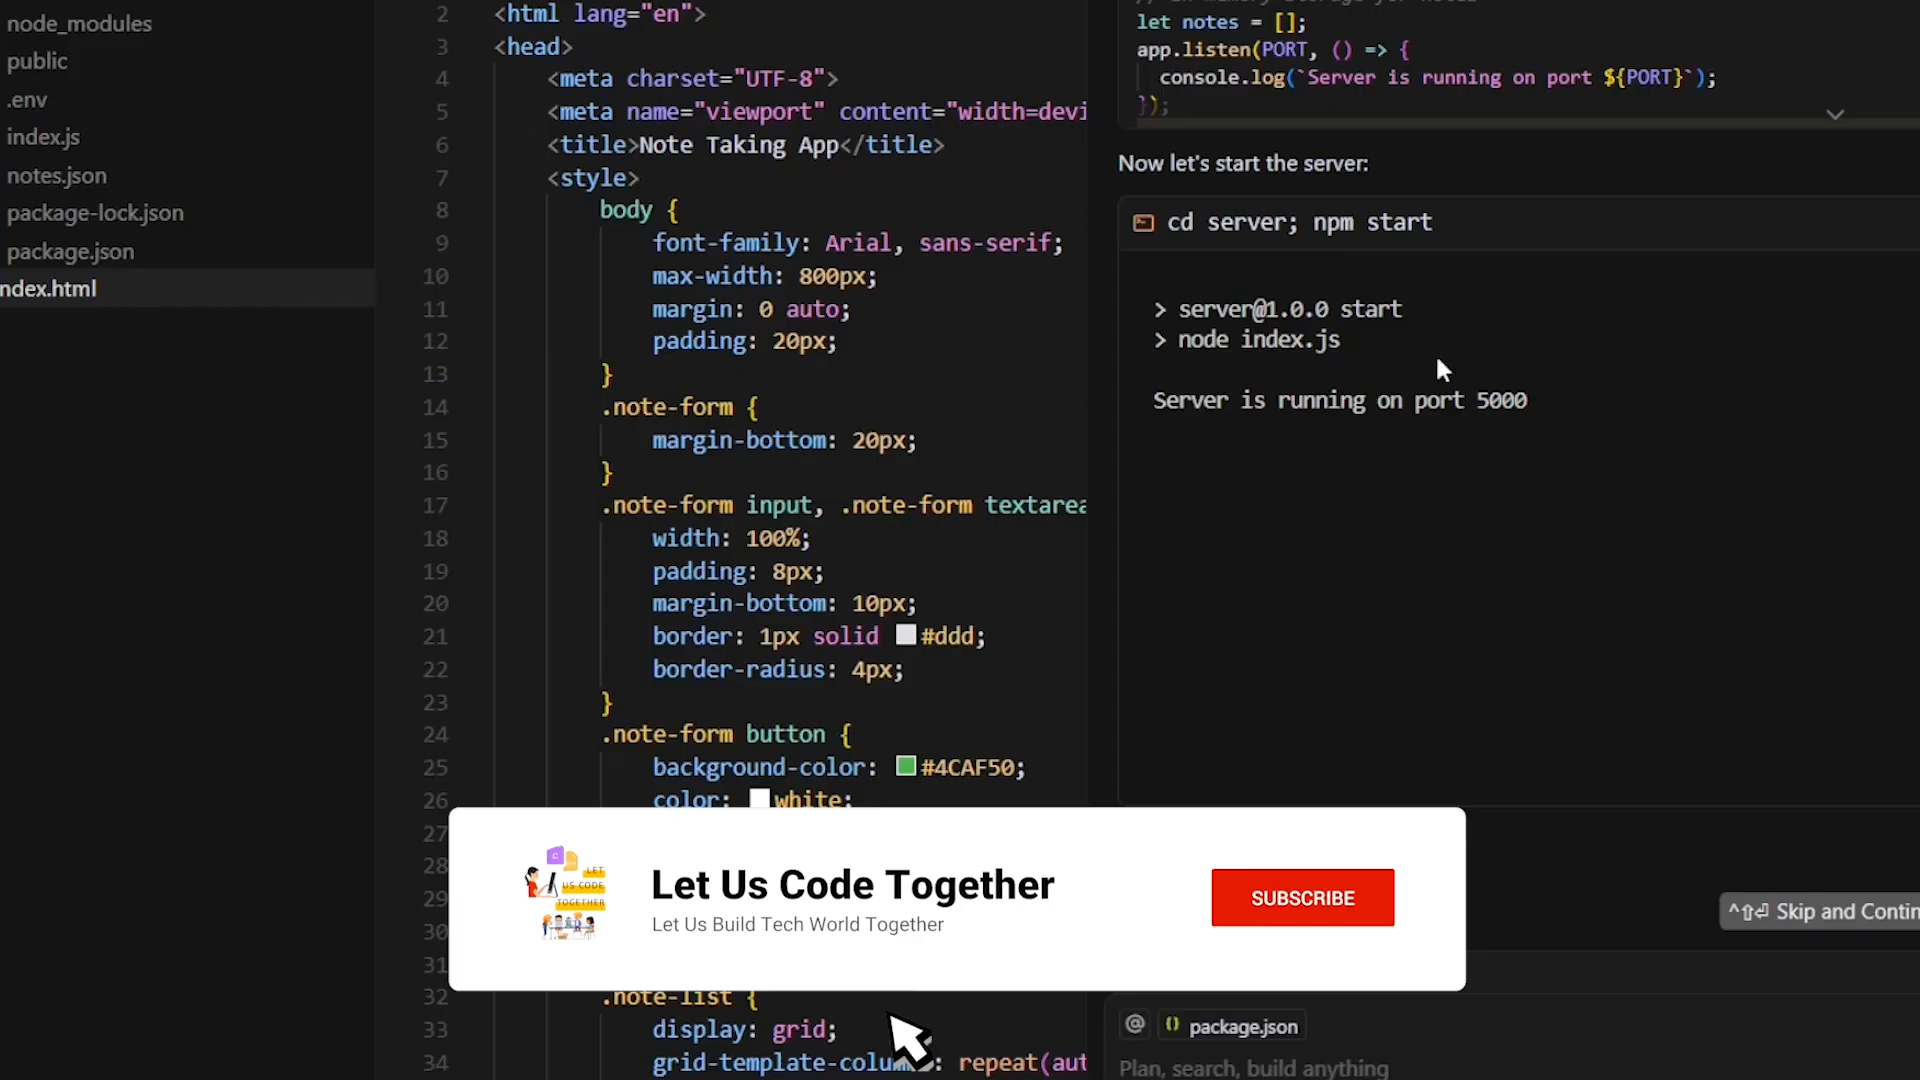 node_modules
public
.env
index.js
notes.json
package-lock.json
package.json
ndex.html
2 <html lang="en">
3 <head>
4 <meta charset="UTF-8">
5 <meta name="viewport" content="width=devi
6 <title>Note Taking App</title>
7 <style>
8 body {
9 font-family: Arial, sans-serif;
10 max-width: 800px;
11 margin: 0 auto;
12 padding: 20px;
13 }
14 .note-form {
15 margin-bottom: 20px;
16 }
17 .note-form input, .note-form textarea
18 width: 100%;
19 padding: 8px;
20 margin-bottom: 10px;
21 border: 1px solid #ddd;
22 border-radius: 4px;
23 }
24 .note-form button {
25 background-color: #4CAF50;
26 color: white;
27
28
29
30
31
32 .note-list {
33 display: grid;
34 grid-template-colu : repeat(aut
let notes = [];
app.listen(PORT, () => {
console.log(`Server is running on port ${PORT}`);
});
Now let's start the server:
cd server; npm start
> server@1.0.0 start
> node index.js
Server is running on port 5000
^⇧⏎ Skip and Contin
@ () package.json
Plan, search, build anything
C
LET
US CODE
TOGETHER
Let Us Code Together
Let Us Build Tech World Together
SUBSCRIBE